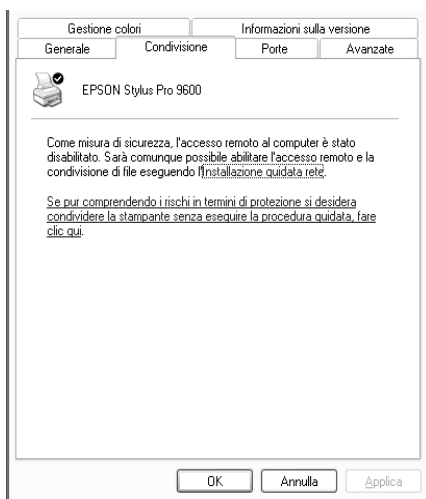 Gestione colori Informazioni sulla versione
Generale Condivisione Porte Avanzate
EPSON Stylus Pro 9600
Come misura di sicurezza, l'accesso remoto al computer è stato
disabilitato. Sarà comunque possibile abilitare l'accesso remoto e la
condivisione di file eseguendo l'Installazione guidata rete.
Se pur comprendendo i rischi in termini di protezione si desidera
condividere la stampante senza eseguire la procedura guidata, fare
clic qui.
OK Annulla Applica